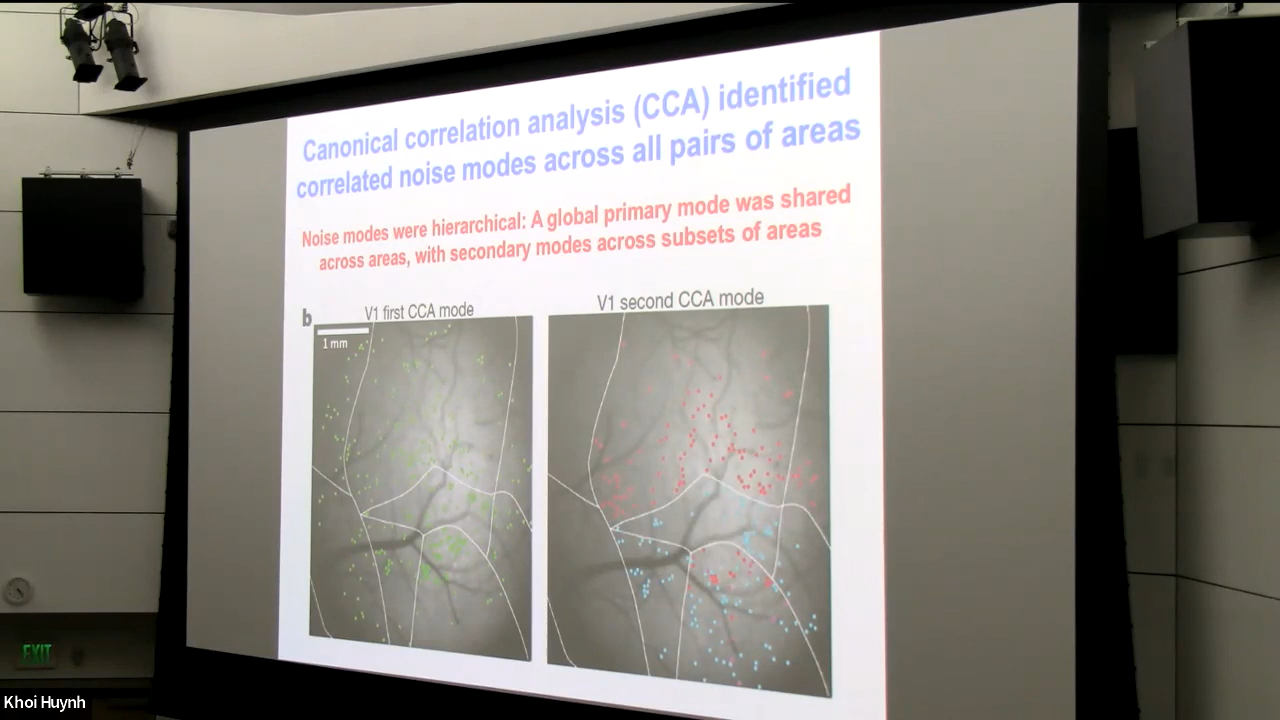 Canonical correlation analysis (CCA) identified
correlated noise modes across all pairs of areas
Noise modes were hierarchical: A global primary mode was shared
across areas, with secondary modes across subsets of areas
b
V1 first CCA mode
V1 second CCA mode
1 mm
EXIT
Khoi Huynh